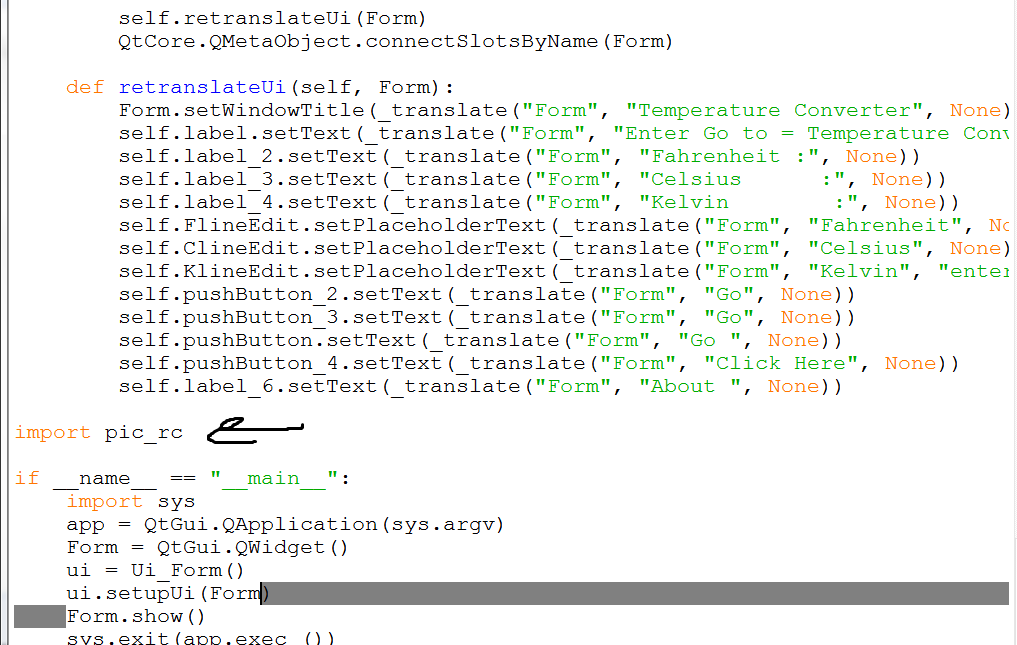 self.retranslateUi(Form)
QtCore.QMetaObject.connectSlotsByName(Form)
def retranslateUi(self, Form):
Form.setWindowTitle(_translate("Form", "Temperature Converter", None)
self.label.setText(_translate("Form", "Enter Go to = Temperature Conv
self.label_2.setText(_translate("Form", "Fahrenheit :", None))
self.label_3.setText(_translate("Form", "Celsius      :", None))
self.label_4.setText(_translate("Form", "Kelvin        :", None))
self.FlineEdit.setPlaceholderText(_translate("Form", "Fahrenheit", No
self.ClineEdit.setPlaceholderText(_translate("Form", "Celsius", None)
self.KlineEdit.setPlaceholderText(_translate("Form", "Kelvin", "enter
self.pushButton_2.setText(_translate("Form", "Go", None))
self.pushButton_3.setText(_translate("Form", "Go", None))
self.pushButton.setText(_translate("Form", "Go ", None))
self.pushButton_4.setText(_translate("Form", "Click Here", None))
self.label_6.setText(_translate("Form", "About ", None))
import pic_rc
if __name__ == "__main__":
import sys
app = QtGui.QApplication(sys.argv)
Form = QtGui.QWidget()
ui = Ui_Form()
ui.setupUi(Form)
Form.show()
sys.exit(app.exec_())